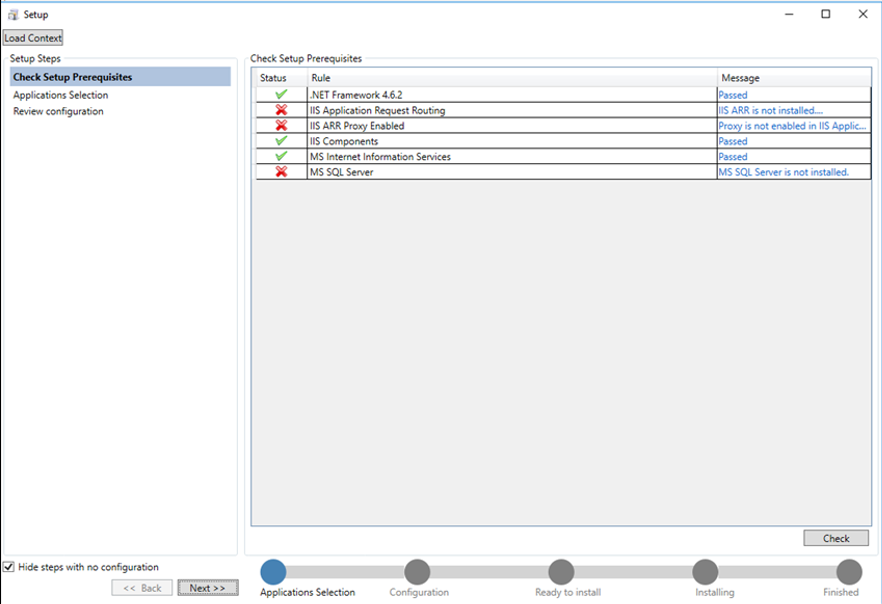 Setup
Load Context
Setup Steps
Check Setup Prerequisites
Applications Selection
Review configuration
Check Setup Prerequisites
Status Rule Message
.NET Framework 4.6.2 Passed
IIS Application Request Routing IIS ARR is not installed....
IIS ARR Proxy Enabled Proxy is not enabled in IIS Applic...
IIS Components Passed
MS Internet Information Services Passed
MS SQL Server MS SQL Server is not installed.
Check
Hide steps with no configuration
<< Back Next >>
Applications Selection Configuration Ready to install Installing Finished